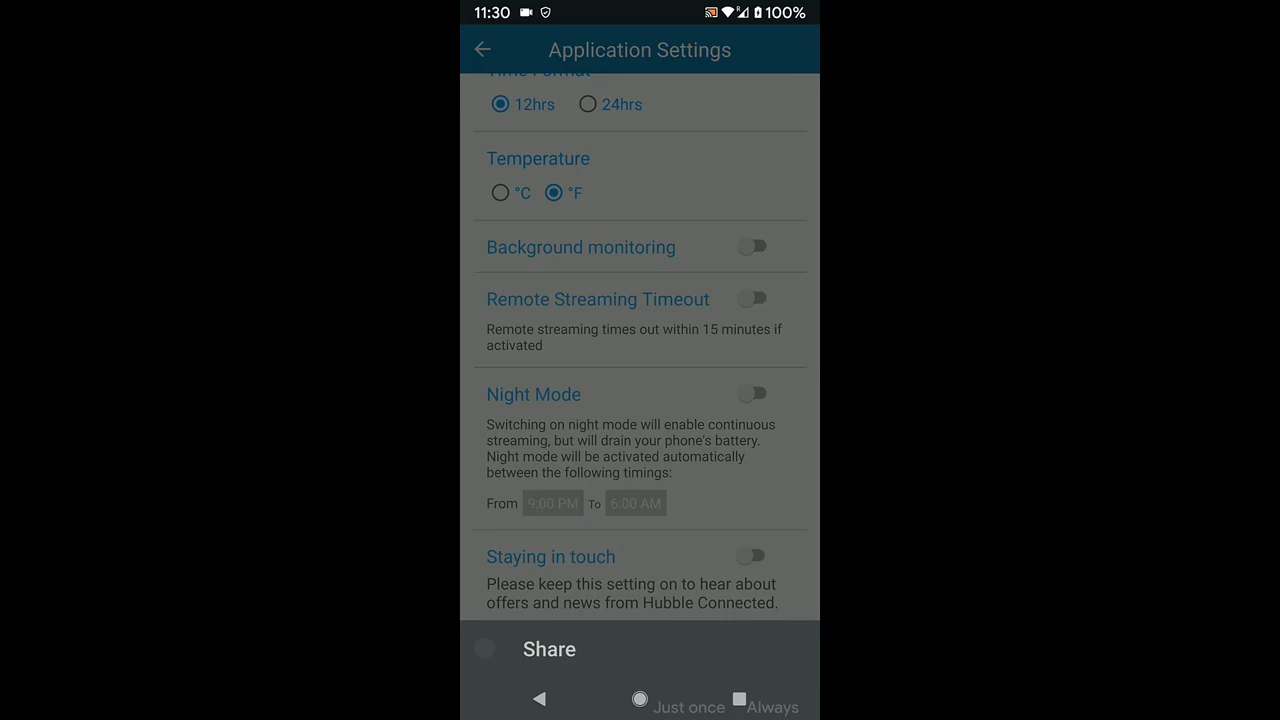 11:30 R 100%
Application Settings
Time Format
12hrs 24hrs
Temperature
°C °F
Background monitoring
Remote Streaming Timeout
Remote streaming times out within 15 minutes if
activated
Night Mode
Switching on night mode will enable continuous
streaming, but will drain your phone's battery.
Night mode will be activated automatically
between the following timings:
From 9:00 PM To 6:00 AM
Staying in touch
Please keep this setting on to hear about
offers and news from Hubble Connected.
Share
Just once Always